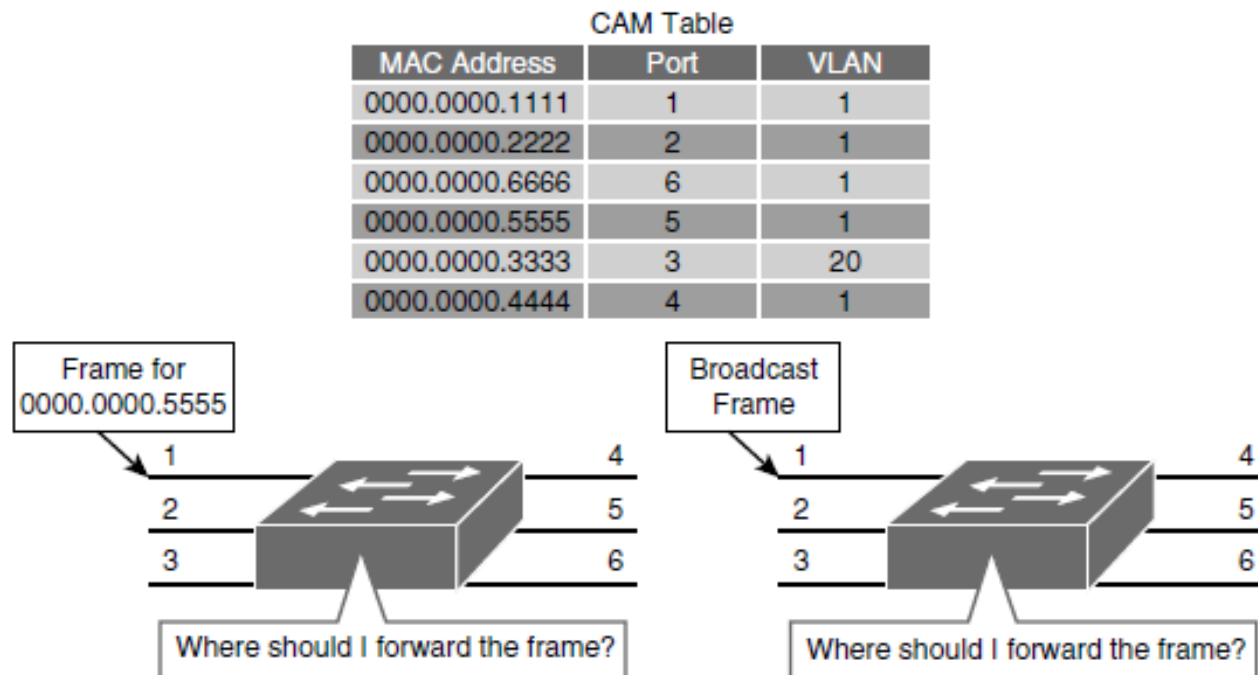 CAM Table
MAC Address Port VLAN
0000.0000.1111 1 1
0000.0000.2222 2 1
0000.0000.6666 6 1
0000.0000.5555 5 1
0000.0000.3333 3 20
0000.0000.4444 4 1
Frame for
0000.0000.5555
1 4
2 5
3 6
Where should I forward the frame?
Broadcast
Frame
1 4
2 5
3 6
Where should I forward the frame?